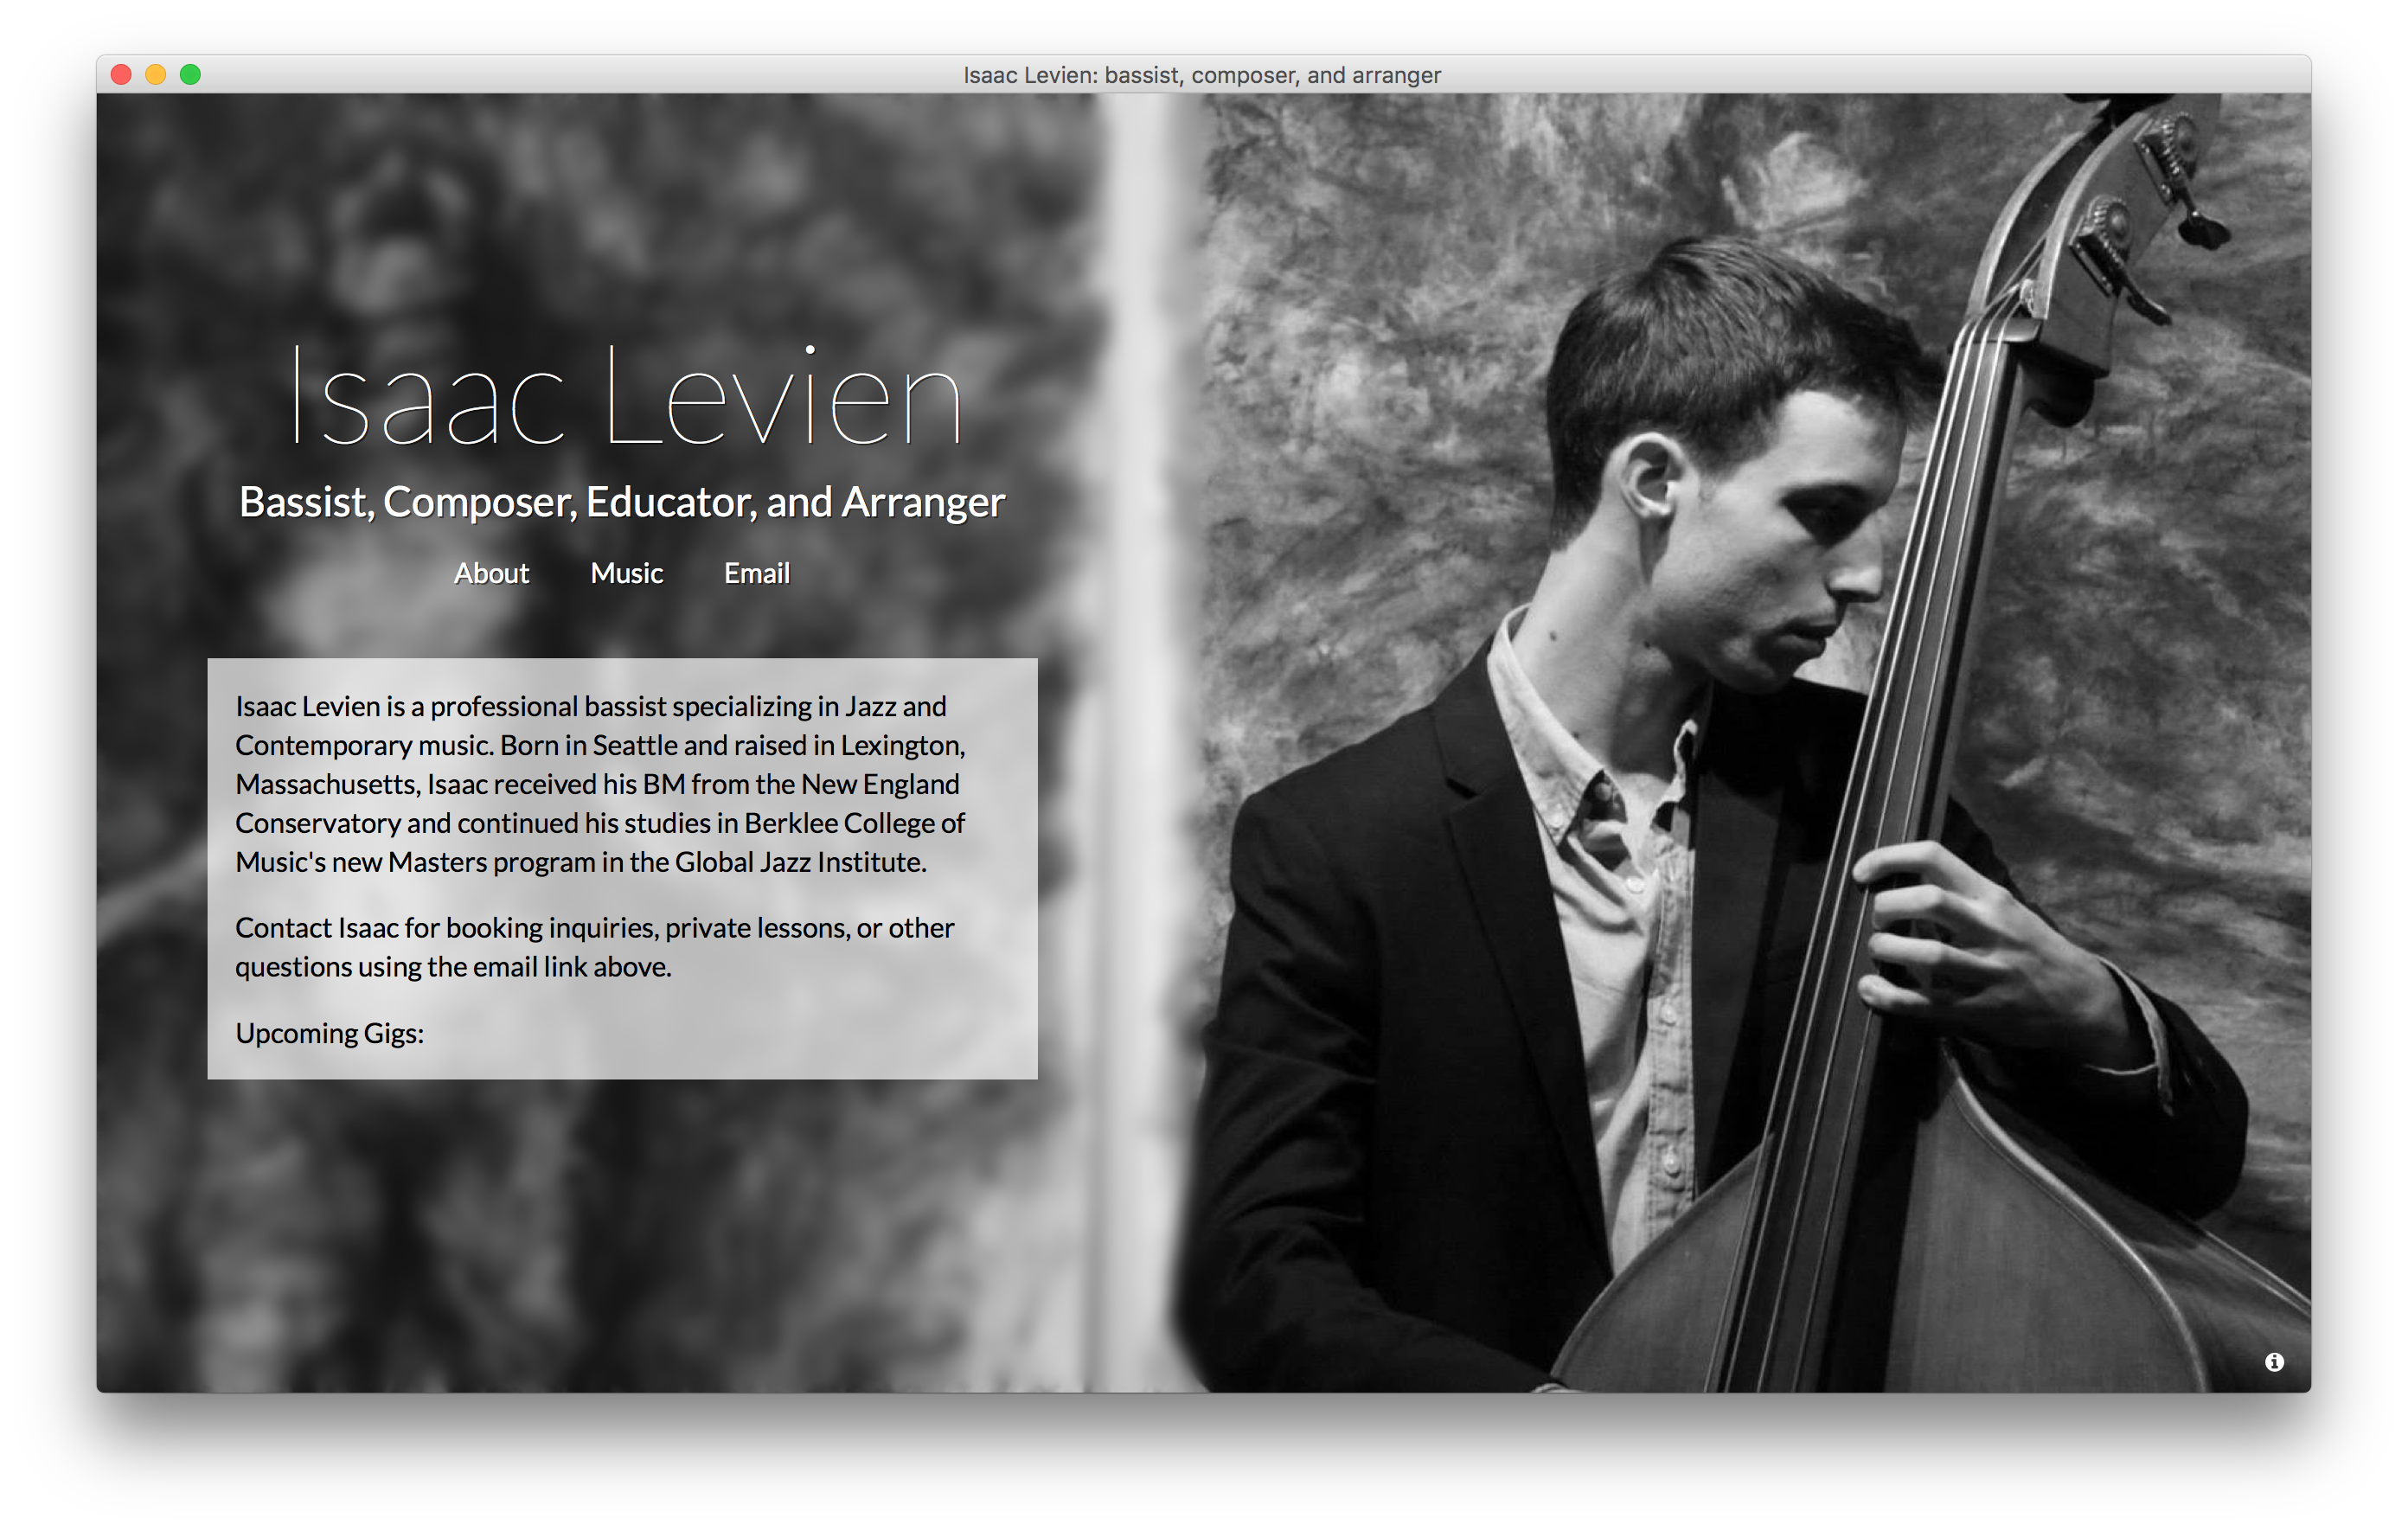 Isaac Levien: bassist, composer, and arranger
Isaac Levien
Bassist, Composer, Educator, and Arranger
About Music Email
Isaac Levien is a professional bassist specializing in Jazz and
Contemporary music. Born in Seattle and raised in Lexington,
Massachusetts, Isaac received his BM from the New England
Conservatory and continued his studies in Berklee College of
Music's new Masters program in the Global Jazz Institute.
Contact Isaac for booking inquiries, private lessons, or other
questions using the email link above.
Upcoming Gigs: